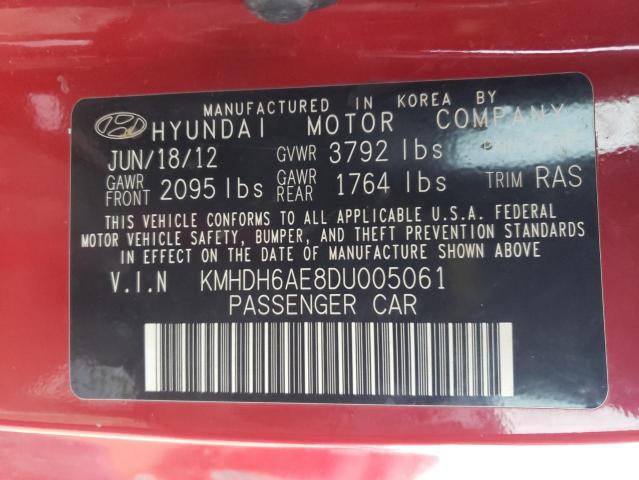 MANUFACTURED IN KOREA BY
HYUNDAI MOTOR COMPANY
JUN/18/12 GVWR 3792 lbs
GAWR FRONT 2095 lbs GAWR REAR 1764 lbs TRIM RAS
THIS VEHICLE CONFORMS TO ALL APPLICABLE U.S.A. FEDERAL
MOTOR VEHICLE SAFETY, BUMPER, AND THEFT PREVENTION STANDARDS
IN EFFECT ON THE DATE OF MANUFACTURE SHOWN ABOVE
V.I.N KMHDH6AE8DU005061
PASSENGER CAR